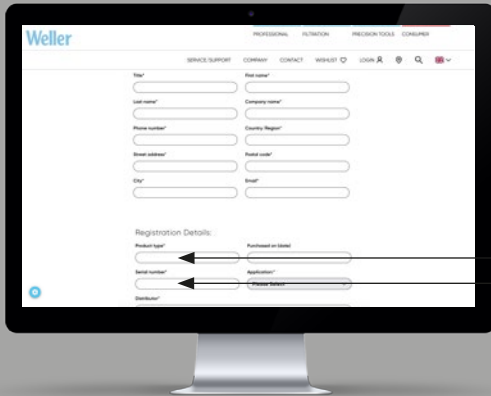 Weller
PROFESSIONAL FILTRATION PRECISION TOOLS CONSUMER
SERVICE/SUPPORT COMPANY CONTACT WISHLIST LOGIN
Title* First name*
Last name* Company name*
Phone number* Country Region*
Street address* Postal code*
City* Email*
Registration Details:
Product type* Purchased on (date)
Serial number* Application:*
Please Select
Distributor*